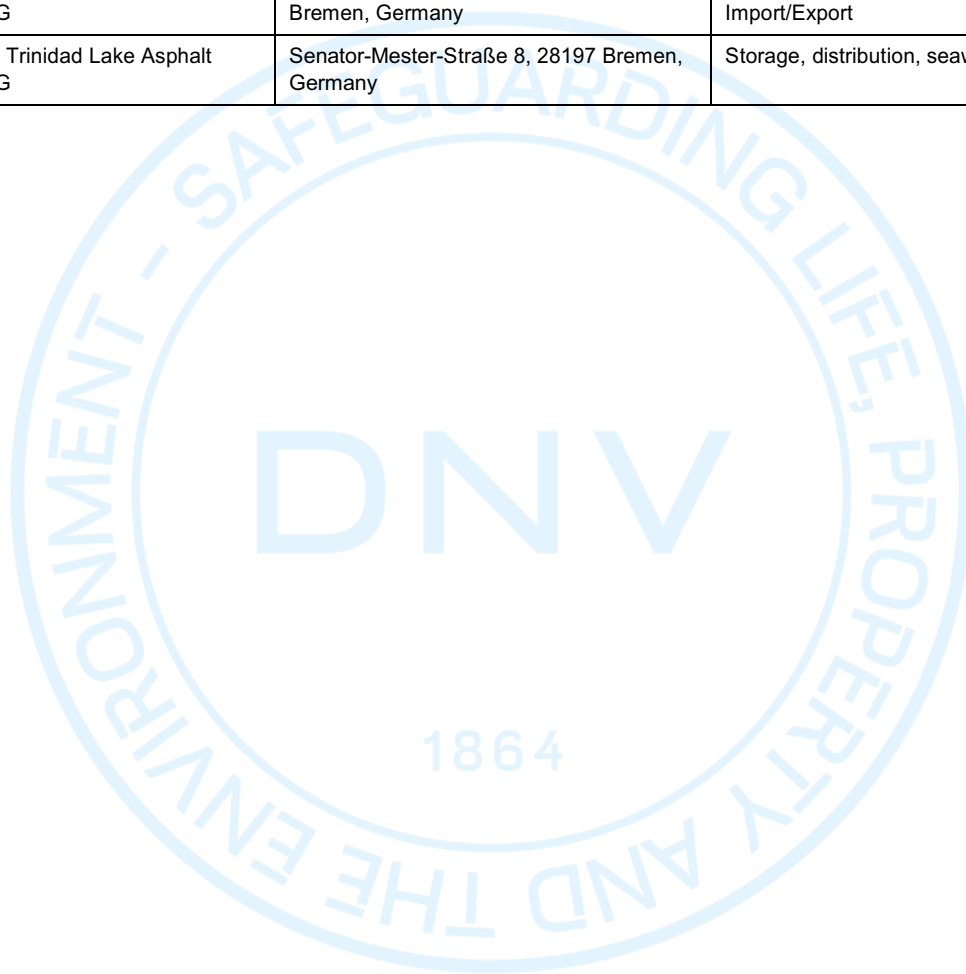 G Bremen, Germany Import/Export
Trinidad Lake Asphalt Senator-Mester-Straße 8, 28197 Bremen, Storage, distribution,
G Germany
SAFEGUARDING LIFE, PROPERTY AND THE ENVIRONMENT -
DNV
1864